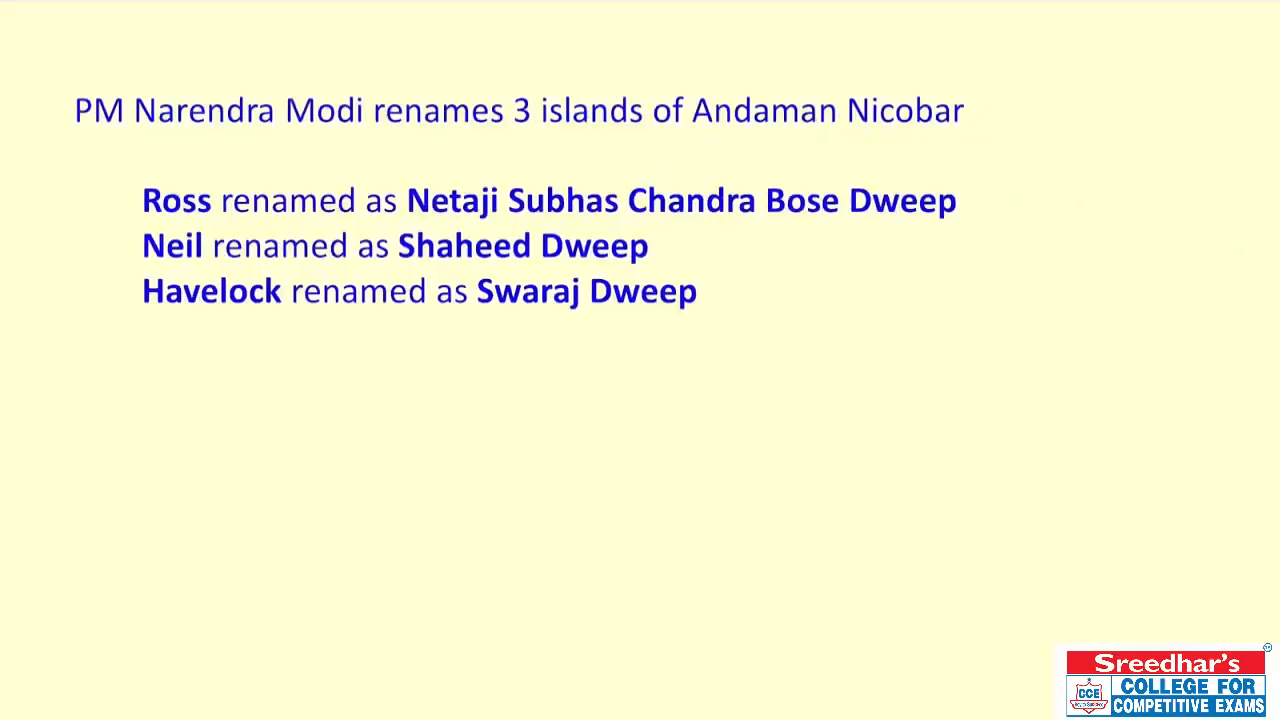 PM Narendra Modi renames 3 islands of Andaman Nicobar
Ross renamed as Netaji Subhas Chandra Bose Dweep
Neil renamed as Shaheed Dweep
Havelock renamed as Swaraj Dweep
Sreedhar's
CCE
COLLEGE FOR
COMPETITIVE EXAMS